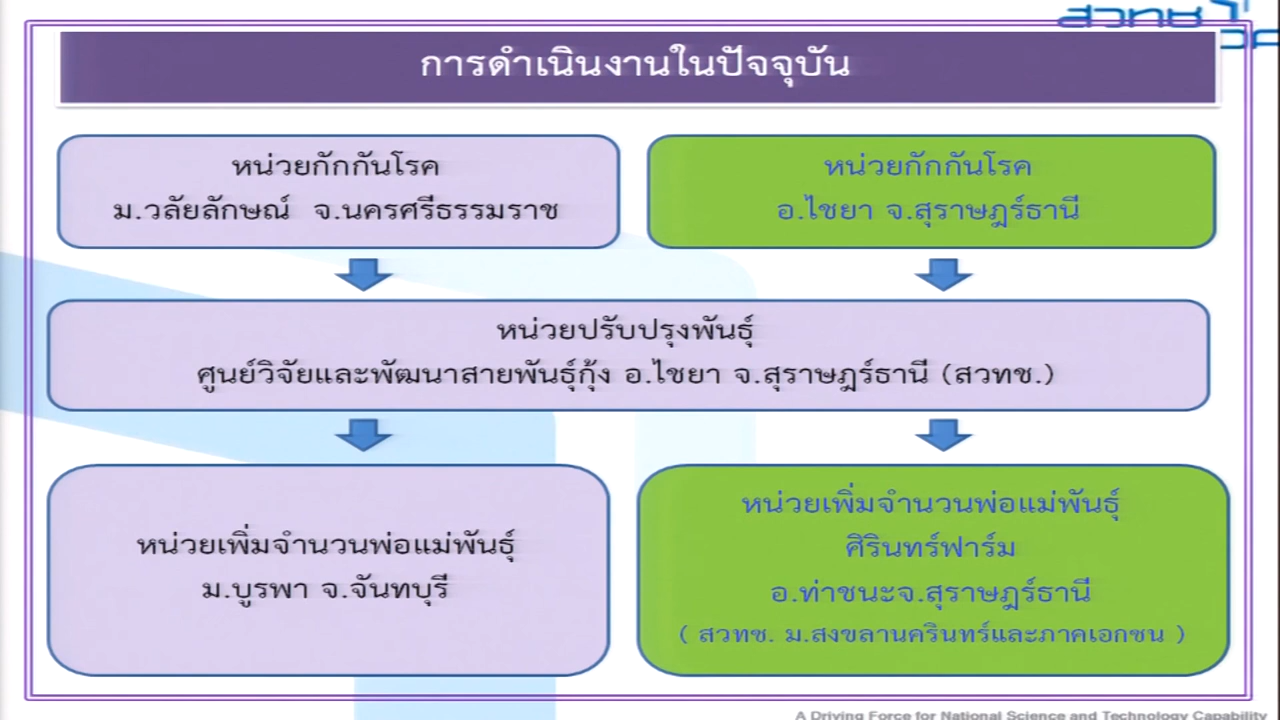 สวทช
การดำเนินงานในปัจจุบัน
หน่วยกักกันโรค
ม.วลัยลักษณ์ จ.นครศรีธรรมราช
หน่วยกักกันโรค
อ.ไชยา จ.สุราษฎร์ธานี
หน่วยปรับปรุงพันธุ์
ศูนย์วิจัยและพัฒนาสายพันธุ์กุ้ง อ.ไชยา จ.สุราษฎร์ธานี (สวทช.)
หน่วยเพิ่มจำนวนพ่อแม่พันธุ์
ม.บูรพา จ.จันทบุรี
หน่วยเพิ่มจำนวนพ่อแม่พันธุ์
ศิรินทร์ฟาร์ม
อ.ท่าชนะจ.สุราษฎร์ธานี
( สวทช. ม.สงขลานครินทร์และภาคเอกชน )
A Driving Force for National Science and Technology Capability